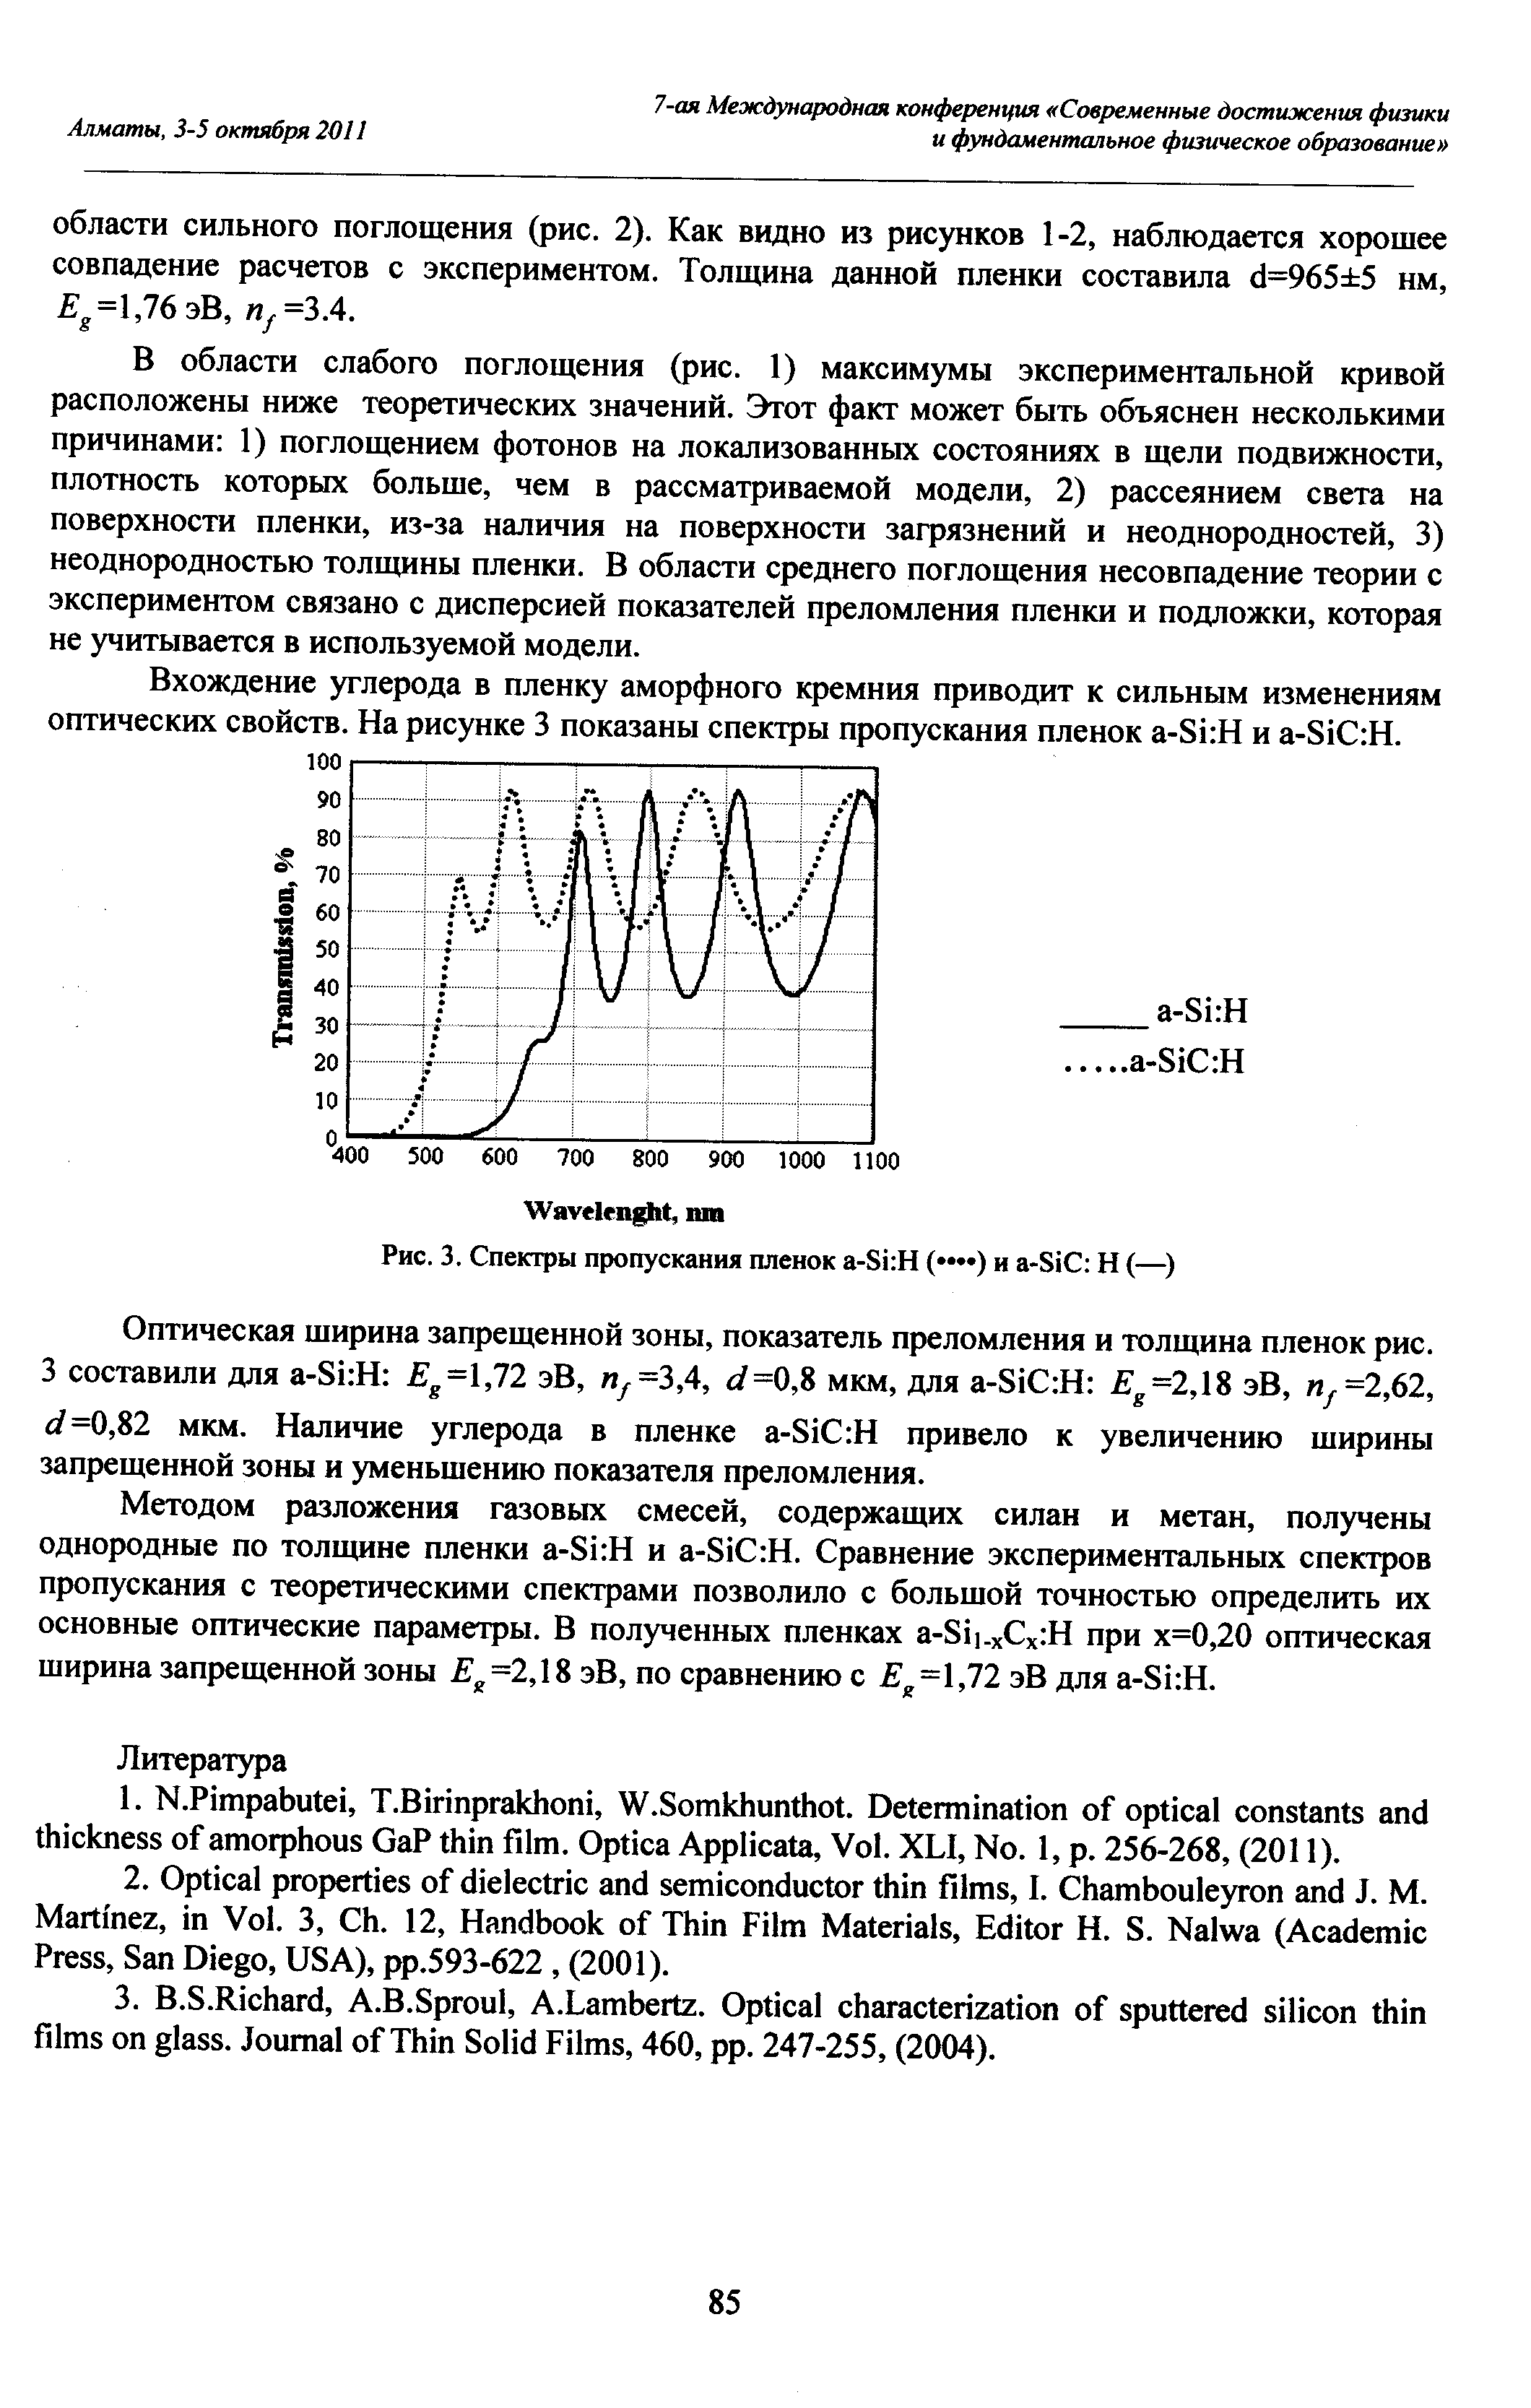 7-ая Международная конференция «Современные достижения физики
Алматы, 3-5 октября 2011
и фундаментальное физическое образование»
области сильного поглощения (рис. 2). Как видно из рисунков 1-2, наблюдается хорошее
совпадение расчетов с экспериментом. Толщина данной пленки составила d=965±5 нм,
E_g=1,76 эВ, n_f=3.4.
В области слабого поглощения (рис. 1) максимумы экспериментальной кривой
расположены ниже теоретических значений. Этот факт может быть объяснен несколькими
причинами: 1) поглощением фотонов на локализованных состояниях в щели подвижности,
плотность которых больше, чем в рассматриваемой модели, 2) рассеянием света на
поверхности пленки, из-за наличия на поверхности загрязнений и неоднородностей, 3)
неоднородностью толщины пленки. В области среднего поглощения несовпадение теории с
экспериментом связано с дисперсией показателей преломления пленки и подложки, которая
не учитывается в используемой модели.
Вхождение углерода в пленку аморфного кремния приводит к сильным изменениям
оптических свойств. На рисунке 3 показаны спектры пропускания пленок a-Si:H и a-SiC:H.
100
90
80
70
60
50
40
30
20
10
0
Transmission, %
400 500 600 700 800 900 1000 1100
Wavelenght, nm
______ a-Si:H
.....a-SiC:H
Рис. 3. Спектры пропускания пленок a-Si:H (••••) и a-SiC: H (—)
Оптическая ширина запрещенной зоны, показатель преломления и толщина пленок рис.
3 составили для a-Si:H: E_g=1,72 эВ, n_f=3,4, d=0,8 мкм, для a-SiC:H: E_g=2,18 эВ, n_f=2,62,
d=0,82 мкм. Наличие углерода в пленке a-SiC:H привело к увеличению ширины
запрещенной зоны и уменьшению показателя преломления.
Методом разложения газовых смесей, содержащих силан и метан, получены
однородные по толщине пленки a-Si:H и a-SiC:H. Сравнение экспериментальных спектров
пропускания с теоретическими спектрами позволило с большой точностью определить их
основные оптические параметры. В полученных пленках a-Si₁₋ₓCₓ:H при x=0,20 оптическая
ширина запрещенной зоны E_g=2,18 эВ, по сравнению с E_g=1,72 эВ для a-Si:H.
Литература
1. N.Pimpabutei, T.Birinprakhoni, W.Somkhunthot. Determination of optical constants and
thickness of amorphous GaP thin film. Optica Applicata, Vol. XLI, No. 1, p. 256-268, (2011).
2. Optical properties of dielectric and semiconductor thin films, I. Chambouleyron and J. M.
Martínez, in Vol. 3, Ch. 12, Handbook of Thin Film Materials, Editor H. S. Nalwa (Academic
Press, San Diego, USA), pp.593-622 , (2001).
3. B.S.Richard, A.B.Sproul, A.Lambertz. Optical characterization of sputtered silicon thin
films on glass. Journal of Thin Solid Films, 460, pp. 247-255, (2004).
85